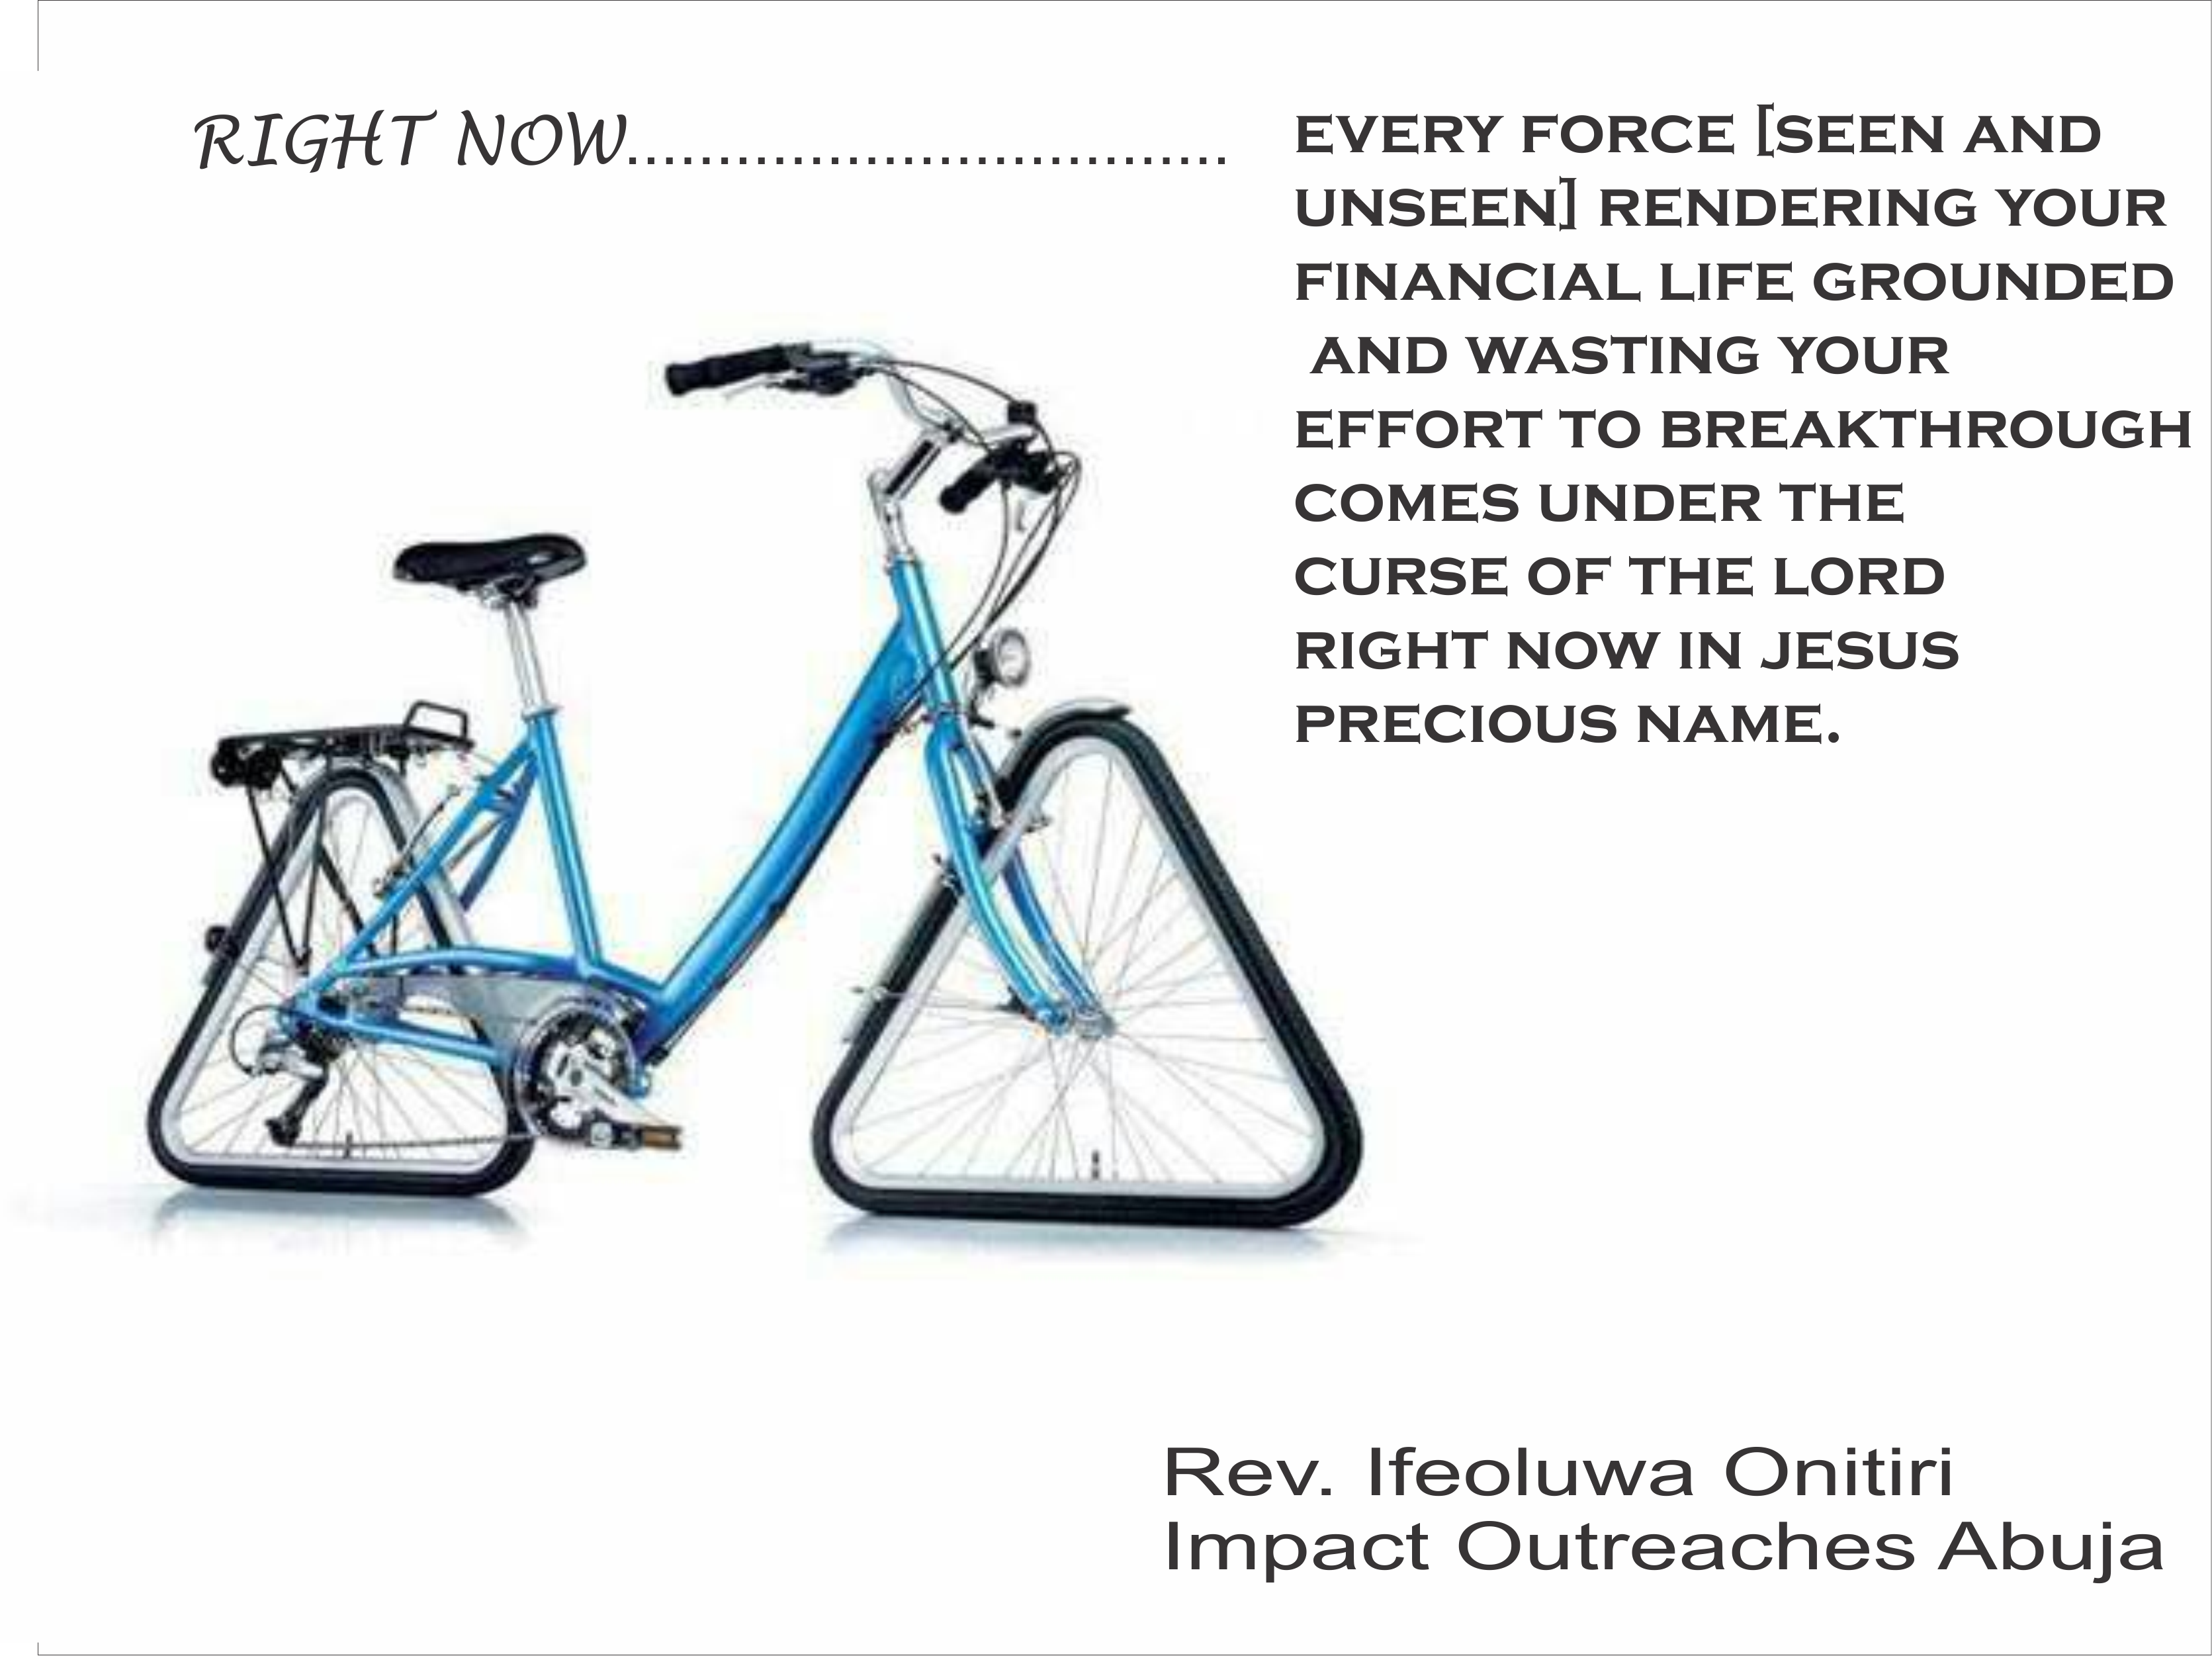 RIGHT NOW.................................
EVERY FORCE [SEEN AND
UNSEEN] RENDERING YOUR
FINANCIAL LIFE GROUNDED
AND WASTING YOUR
EFFORT TO BREAKTHROUGH
COMES UNDER THE
CURSE OF THE LORD
RIGHT NOW IN JESUS
PRECIOUS NAME.
Rev. Ifeoluwa Onitiri
Impact Outreaches Abuja